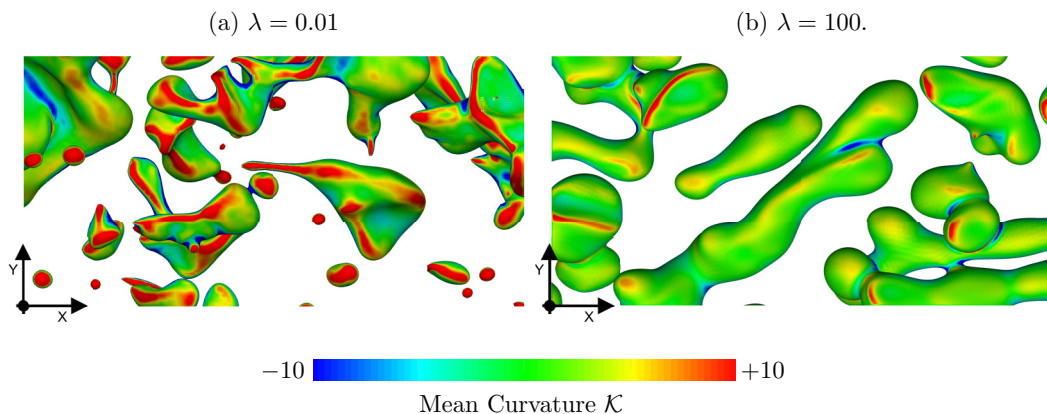 (a) λ = 0.01
(b) λ = 100.
Y
X
Y
X
−10
+10
Mean Curvature 𝒦